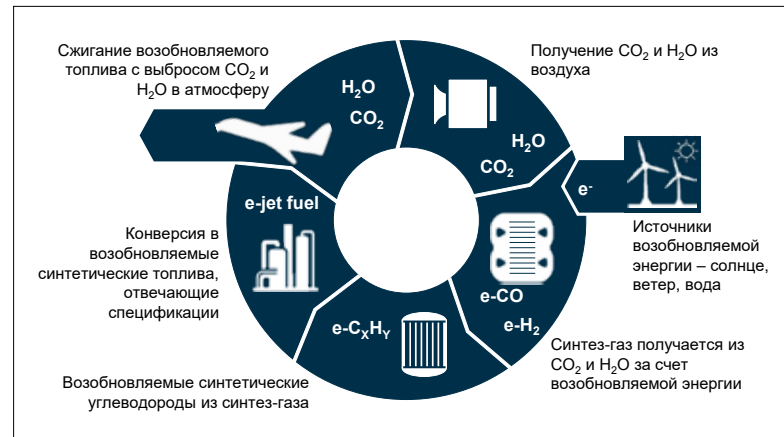 Сжигание возобновляемого
топлива с выбросом CO₂ и
H₂O в атмосферу
Получение CO₂ и H₂O из
воздуха
H₂O
CO₂
H₂O
CO₂
e⁻
Источники
возобновляемой
энергии – солнце,
ветер, вода
e-jet fuel
Конверсия в
возобновляемые
синтетические топлива,
отвечающие
спецификации
e-CO
e-H₂
e-CₓHᵧ
Синтез-газ получается из
CO₂ и H₂O за счет
возобновляемой энергии
Возобновляемые синтетические
углеводороды из синтез-газа